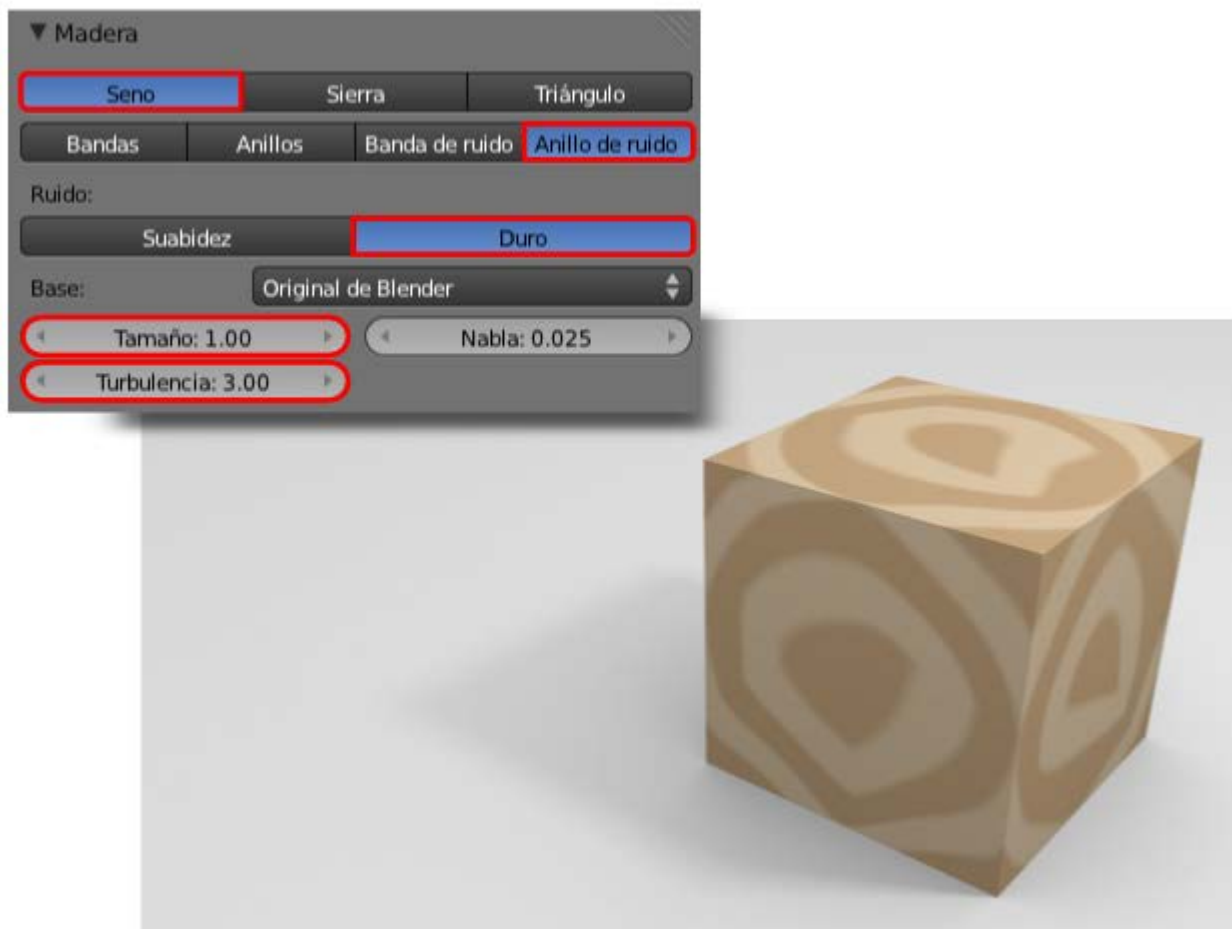 Madera
Seno Sierra Triángulo
Bandas Anillos Banda de ruido Anillo de ruido
Ruido:
Suabidez Duro
Base: Original de Blender
Tamaño: 1.00 Nabla: 0.025
Turbulencia: 3.00